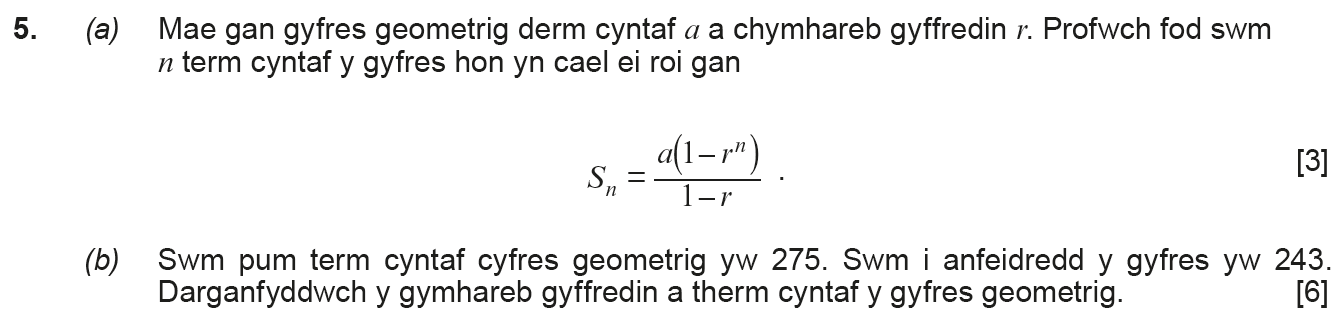 5. (a) Mae gan gyfres geometrig derm cyntaf a a chymhareb gyffredin r. Profwch fod swm
n term cyntaf y gyfres hon yn cael ei roi gan
Sₙ = a(1 – rⁿ) / (1 – r) . [3]
(b) Swm pum term cyntaf cyfres geometrig yw 275. Swm i anfeidredd y gyfres yw 243.
Darganfyddwch y gymhareb gyffredin a therm cyntaf y gyfres geometrig. [6]